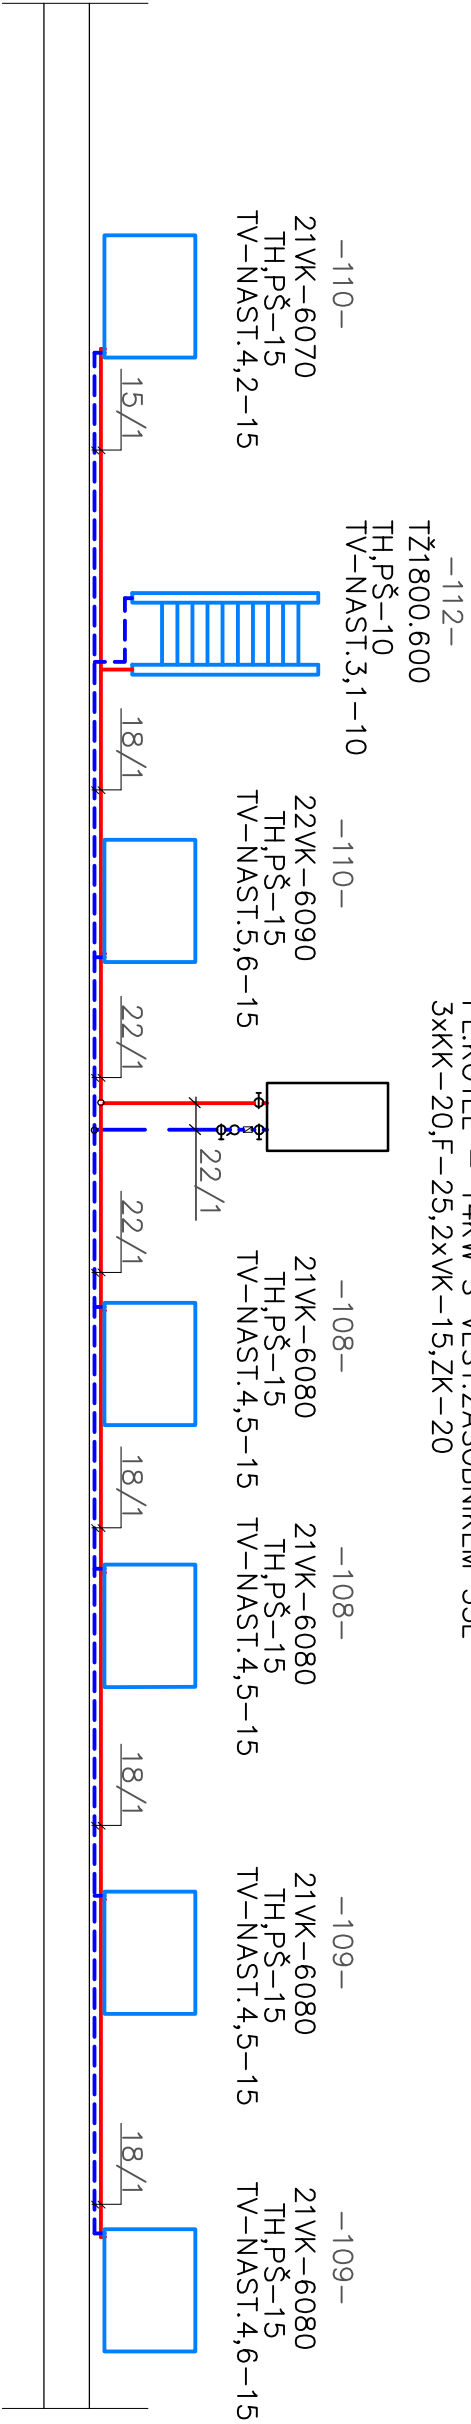 -110-
21VK-6070
TH,PŠ-15
TV-NAST.4,2-15
15/1
-112-
TŽ1800.600
TH,PŠ-10
TV-NAST.3,1-10
18/1
-110-
22VK-6090
TH,PŠ-15
TV-NAST.5,6-15
22/1
3xKK-20,F-25,2xVK-15,ZK-20
22/1
22/1
-108-
21VK-6080
TH,PŠ-15
TV-NAST.4,5-15
18/1
-108-
21VK-6080
TH,PŠ-15
TV-NAST.4,5-15
18/1
-109-
21VK-6080
TH,PŠ-15
TV-NAST.4,5-15
18/1
-109-
21VK-6080
TH,PŠ-15
TV-NAST.4,6-15